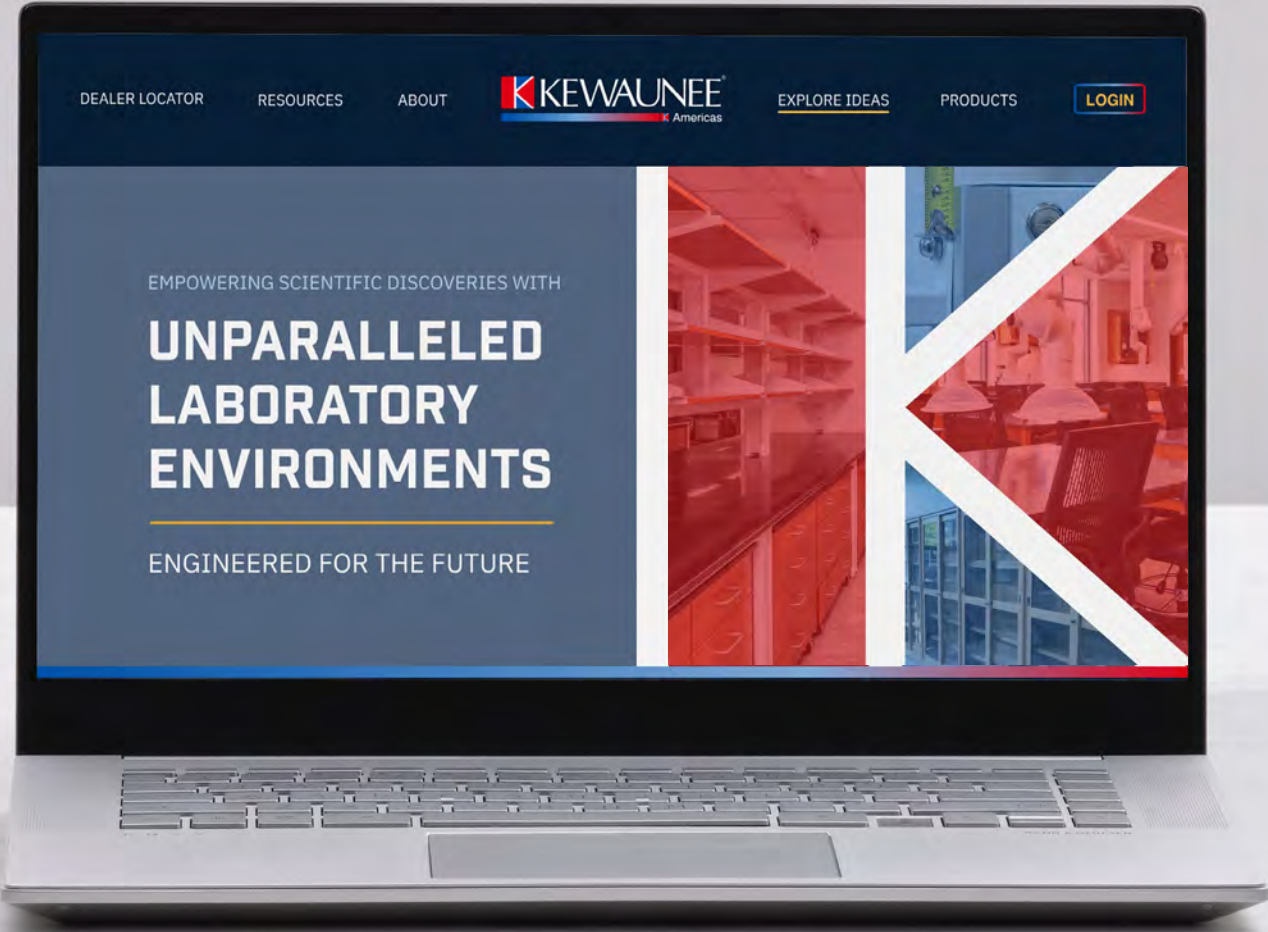 DEALER LOCATOR
RESOURCES
ABOUT
KEWAUNEE®
Americas
EXPLORE IDEAS
PRODUCTS
LOGIN
EMPOWERING SCIENTIFIC DISCOVERIES WITH
UNPARALLELED
LABORATORY
ENVIRONMENTS
ENGINEERED FOR THE FUTURE